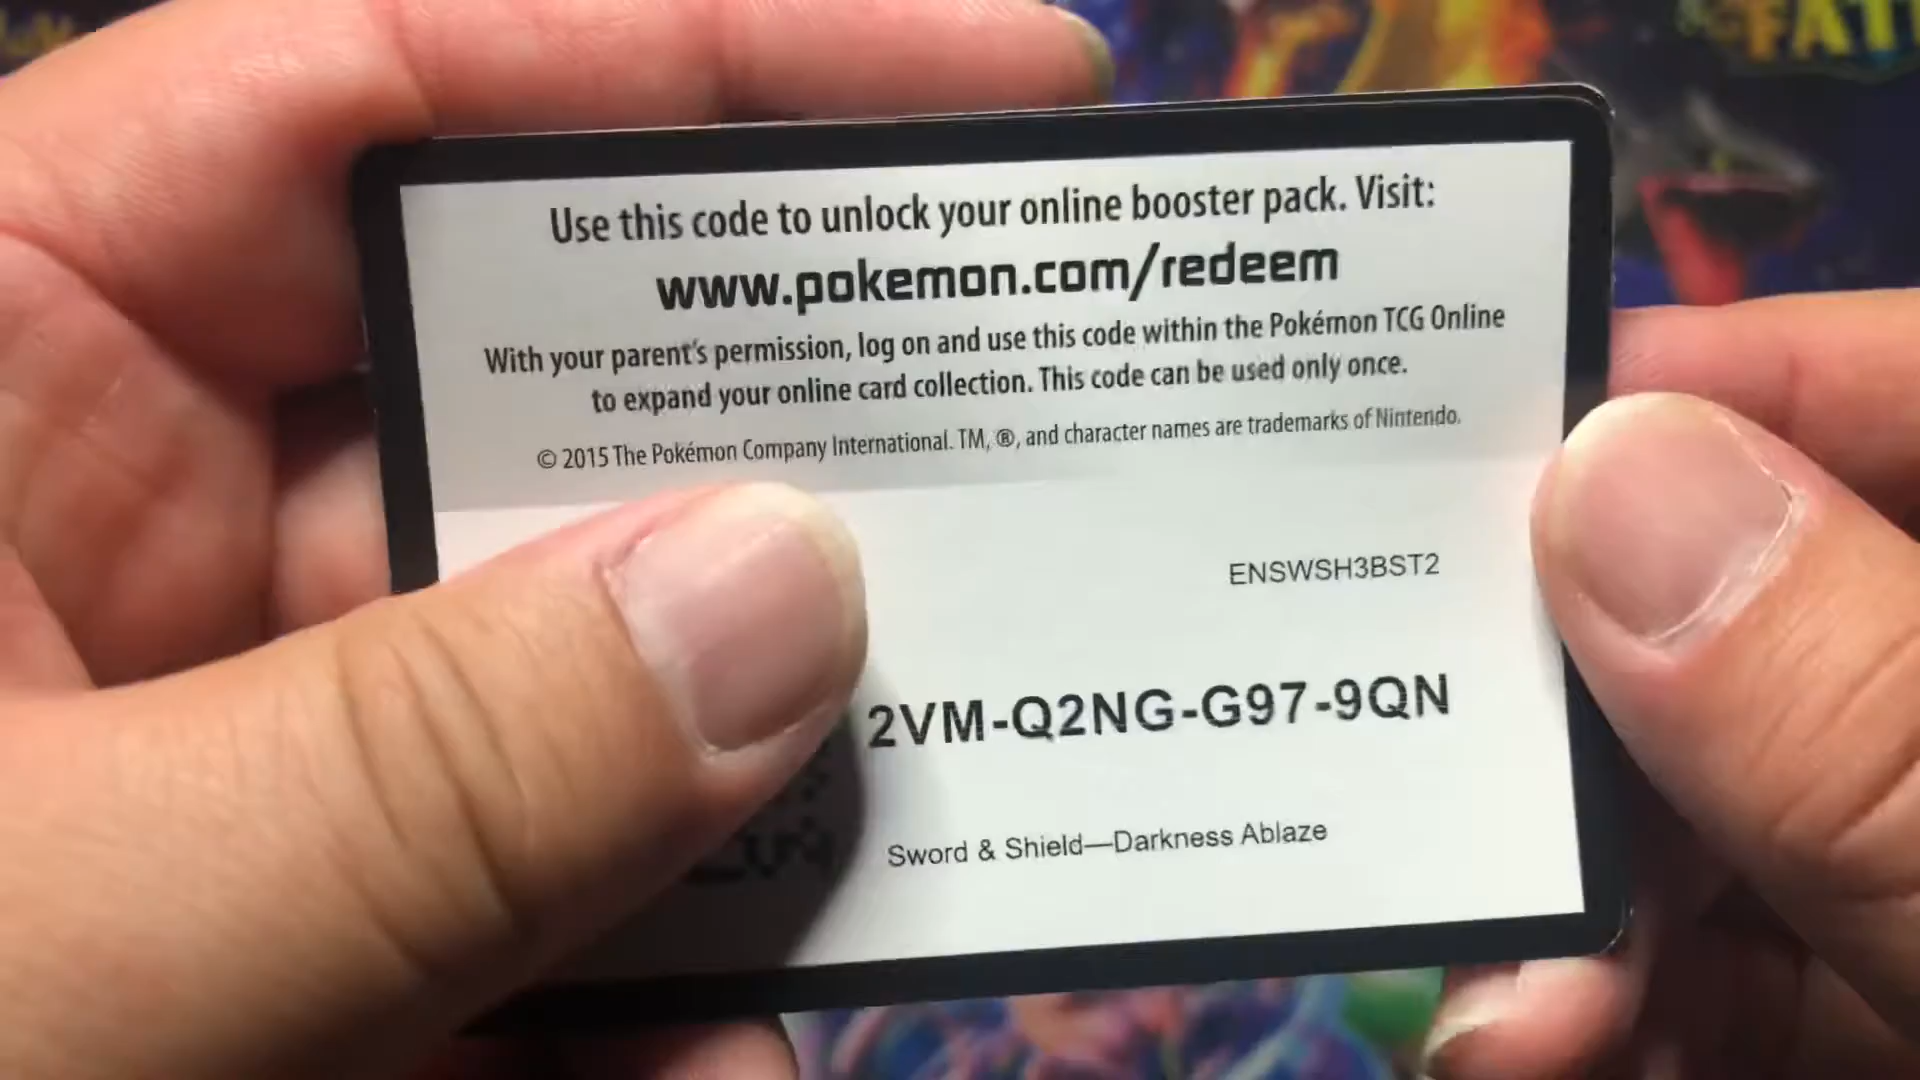 FAT
Use this code to unlock your online booster pack. Visit:
www.pokemon.com/redeem
With your parent's permission, log on and use this code within the Pokémon TCG Online
to expand your online card collection. This code can be used only once.
© 2015 The Pokémon Company International. TM, ®, and character names are trademarks of Nintendo.
ENSWSH3BST2
2VM-Q2NG-G97-9QN
Sword & Shield—Darkness Ablaze